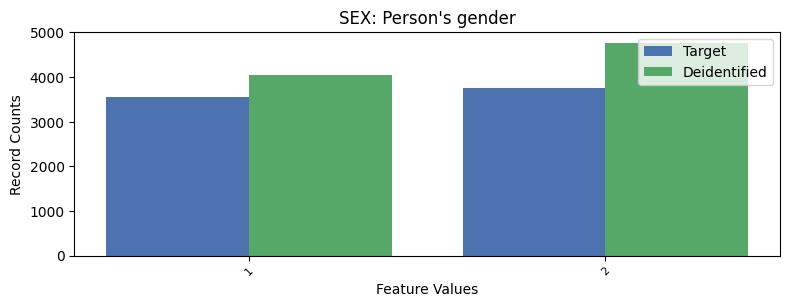 SEX: Person's gender
Record Counts
5000
4000
3000
2000
1000
0
Target
Deidentified
1
2
Feature Values